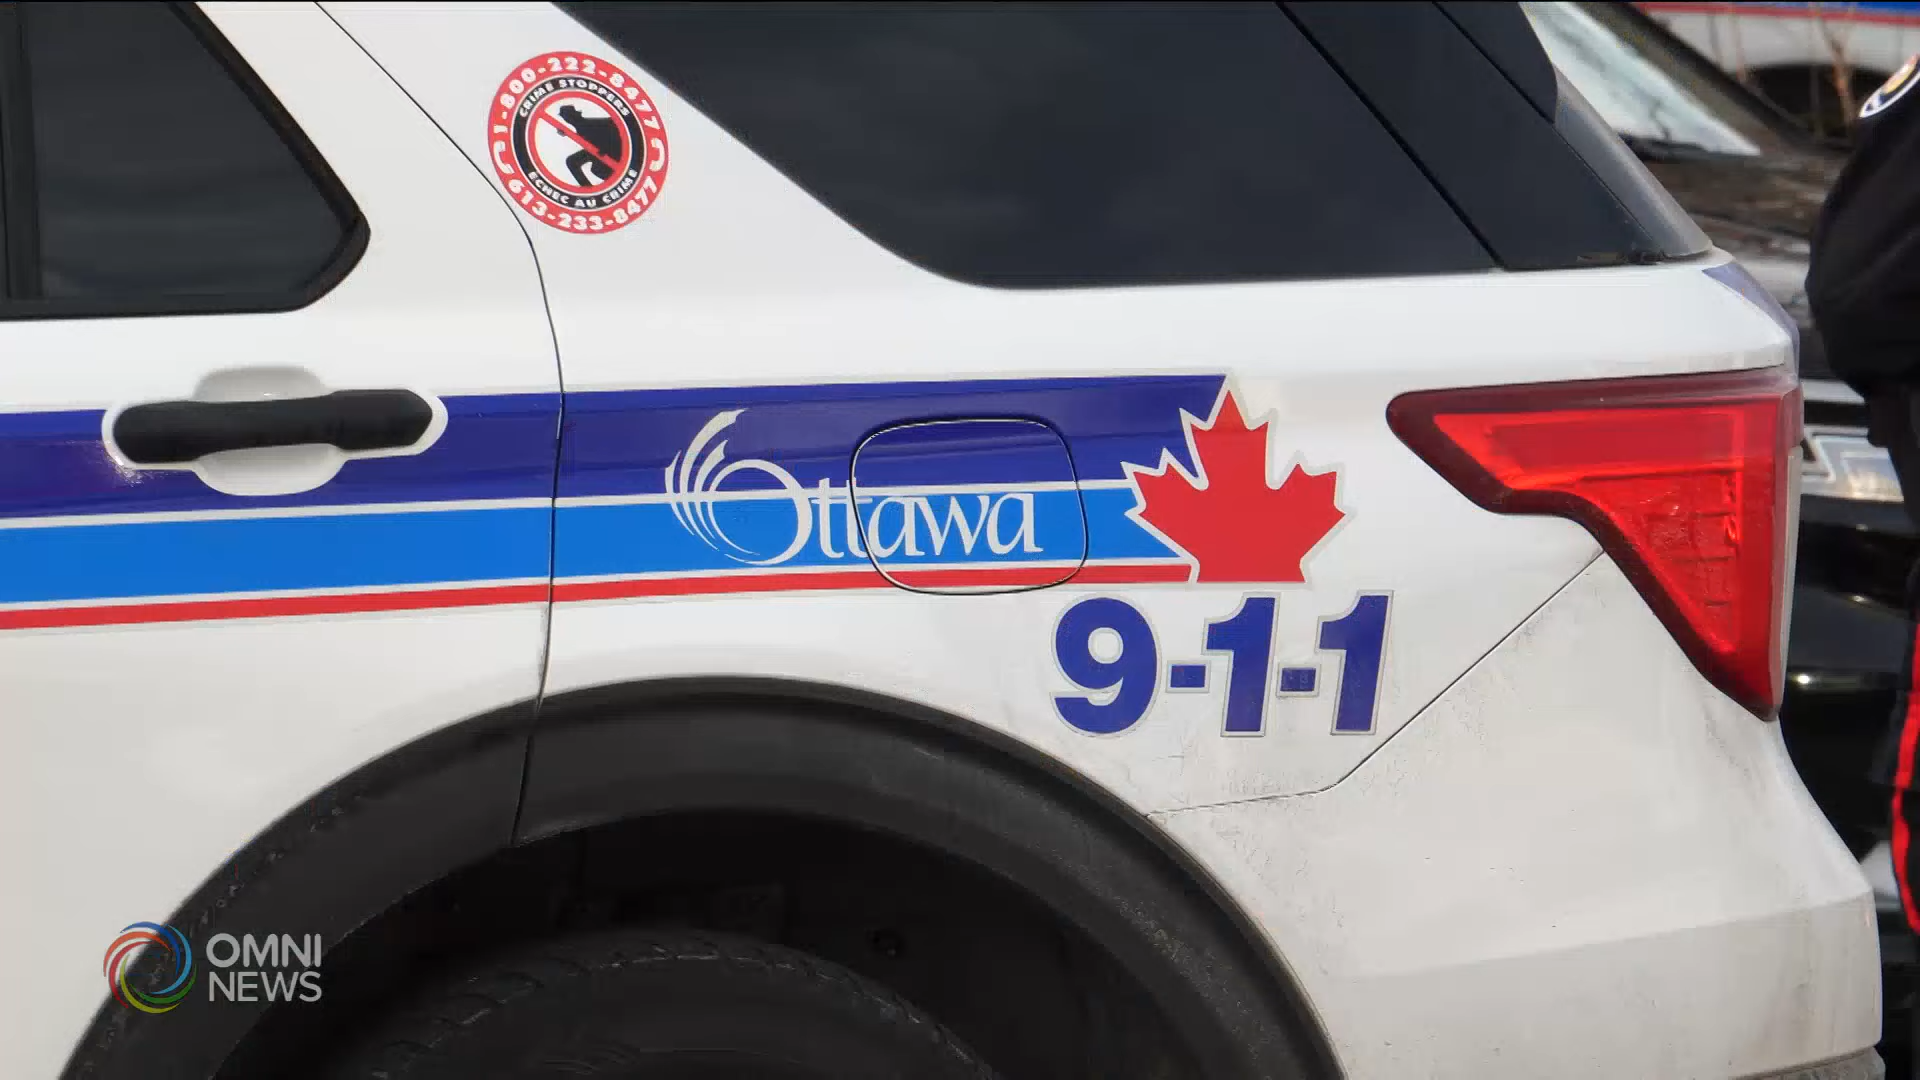 1-800-222-8477
CRIME STOPPERS
ÉCHEC AU CRIME
613-233-8477
Ottawa
9-1-1
OMNI
NEWS